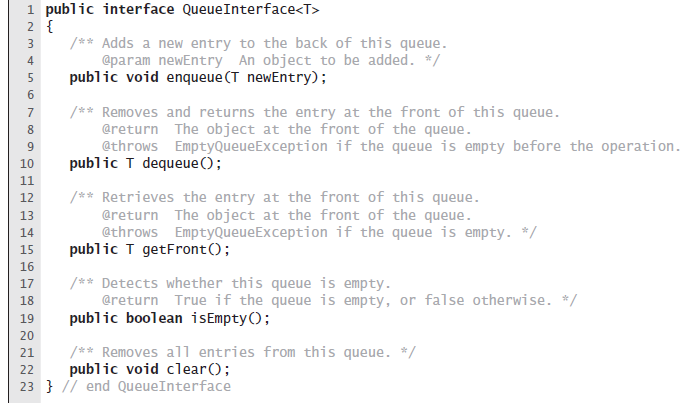 1 public interface QueueInterface<T>
2 {
3 /** Adds a new entry to the back of this queue.
4 @param newEntry An object to be added. */
5 public void enqueue(T newEntry);
6
7 /** Removes and returns the entry at the front of this queue.
8 @return The object at the front of the queue.
9 @throws EmptyQueueException if the queue is empty before the operation.
10 public T dequeue();
11
12 /** Retrieves the entry at the front of this queue.
13 @return The object at the front of the queue.
14 @throws EmptyQueueException if the queue is empty. */
15 public T getFront();
16
17 /** Detects whether this queue is empty.
18 @return True if the queue is empty, or false otherwise. */
19 public boolean isEmpty();
20
21 /** Removes all entries from this queue. */
22 public void clear();
23 } // end QueueInterface